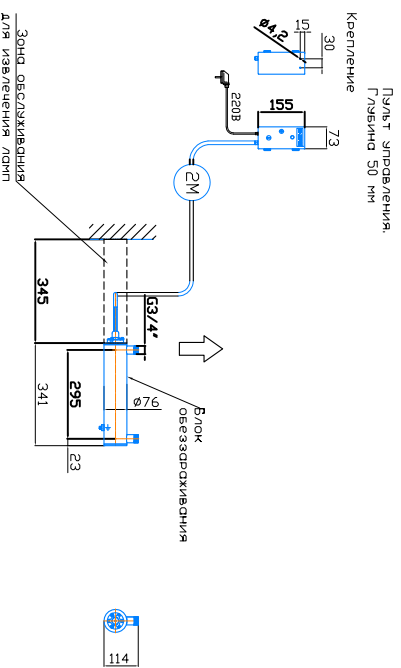 Пульт управления.
Глубина 50 мм
Крепление
30
15
ø4,2
73
155
220В
2М
Зона обслуживания
для извлечения ламп
G3/4"
345
Блок
обеззараживания
ø76
295
341
23
114